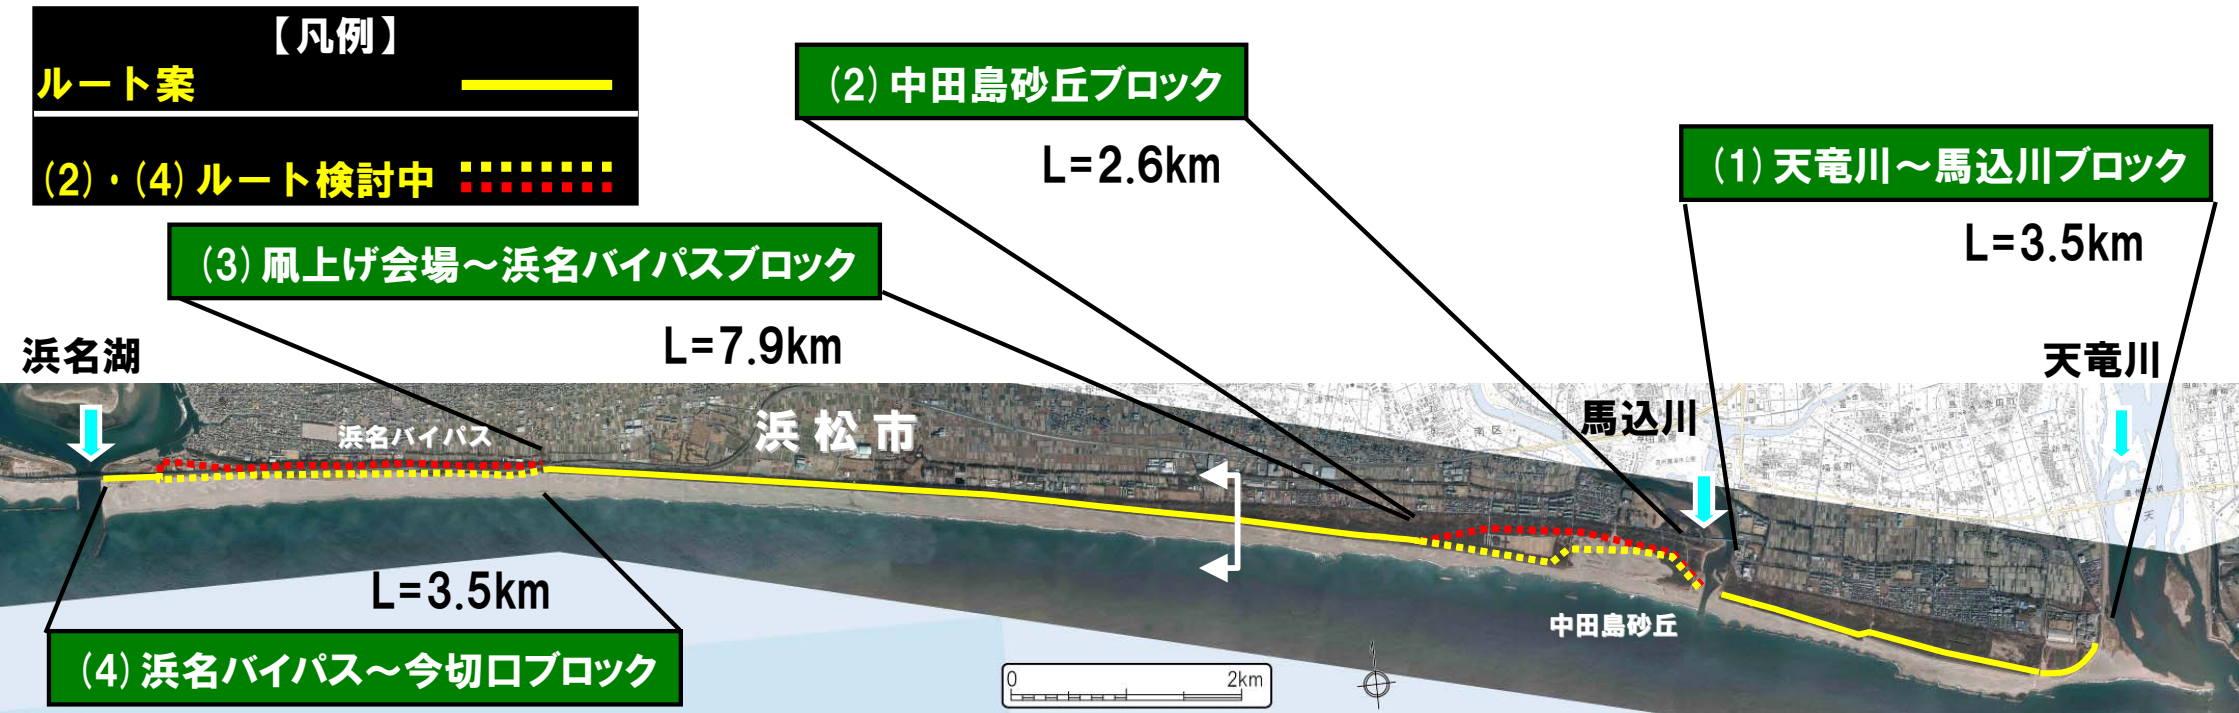 【凡例】
ルート案
(2)・(4)ルート検討中
(2)中田島砂丘ブロック
L=2.6km
(1)天竜川～馬込川ブロック
L=3.5km
(3)凧上げ会場～浜名バイパスブロック
L=7.9km
浜名湖
天竜川
浜名バイパス
浜松市
馬込川
南区
天
中田島砂丘
L=3.5km
(4)浜名バイパス～今切口ブロック
0 2km